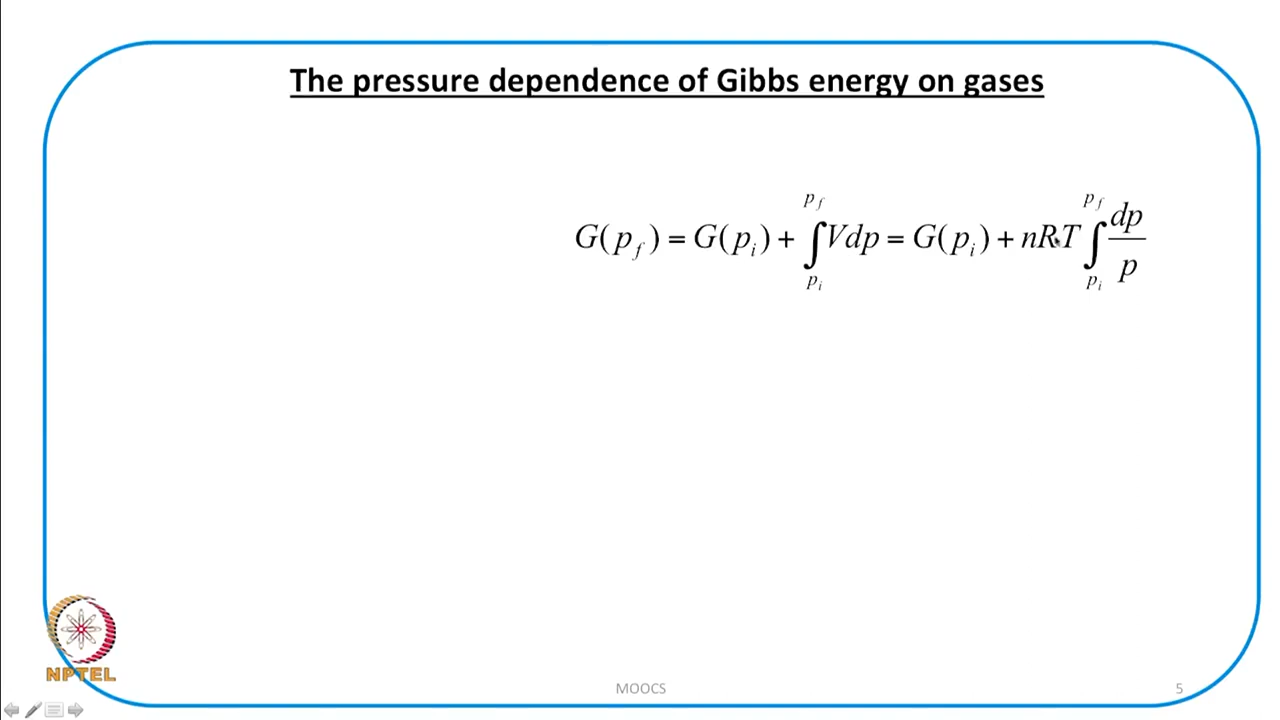 The pressure dependence of Gibbs energy on gases
G(p_f) = G(p_i) + ∫_{p_i}^{p_f} Vdp = G(p_i) + nRT ∫_{p_i}^{p_f} dp/p
NPTEL
MOOCS
5